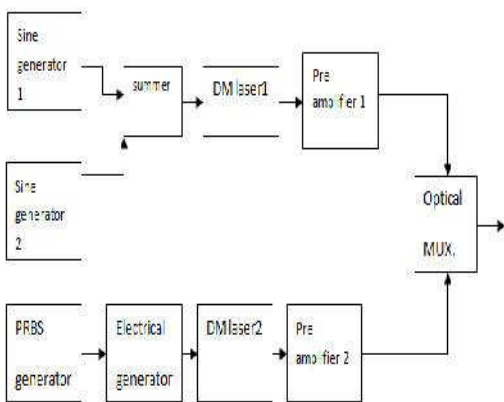 Sine
generator
1
summer
DM laser1
Pre
amplifier 1
Sine
generator
2
Optical
MUX.
PRBS
generator
Electrical
generator
DM laser2
Pre
amplifier 2